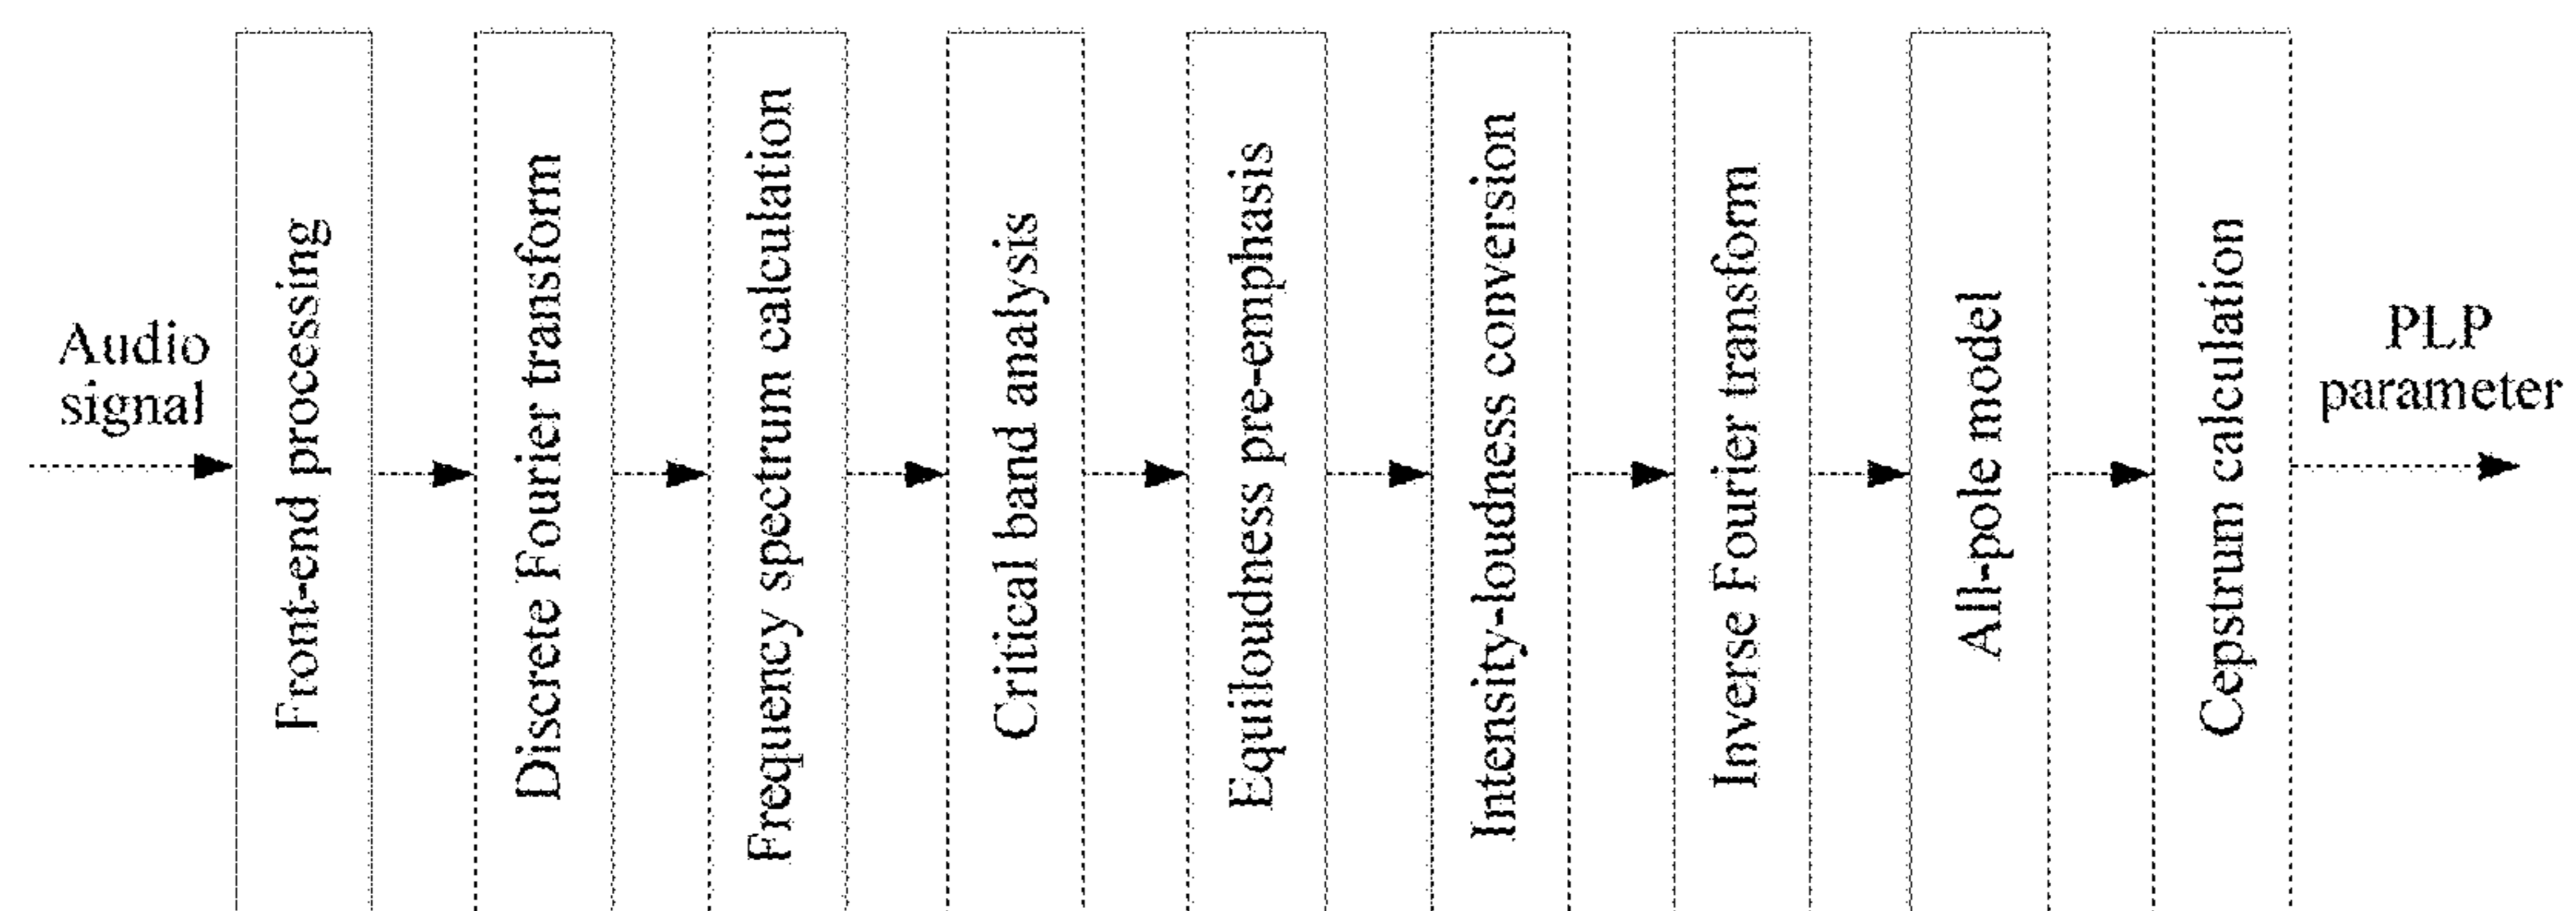 Audio
signal
Front-end processing
Discrete Fourier transform
Frequency spectrum calculation
Critical band analysis
Equiloudness pre-emphasis
Intensity-loudness conversion
Inverse Fourier transform
All-pole model
Cepstrum calculation
PLP
parameter